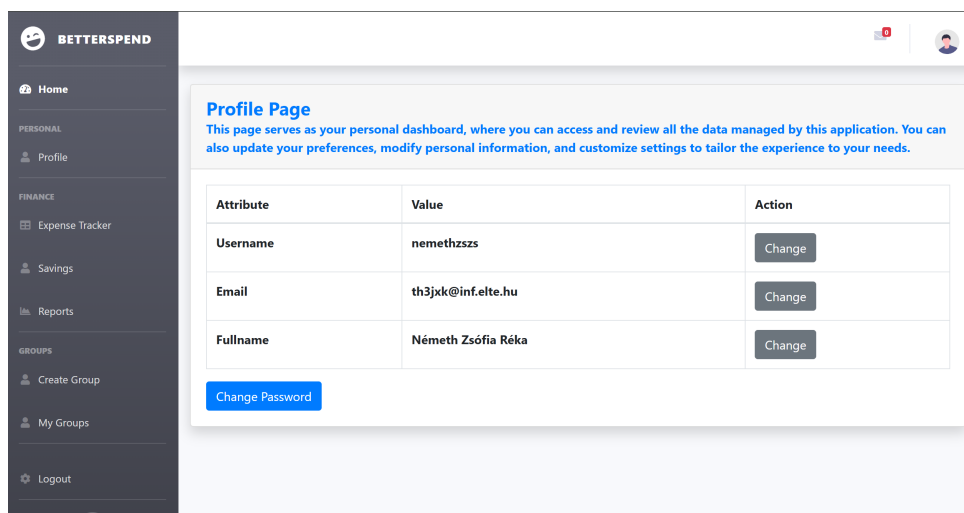 BETTERSPEND
0
Home
PERSONAL
Profile
FINANCE
Expense Tracker
Savings
Reports
GROUPS
Create Group
My Groups
Logout
Profile Page
This page serves as your personal dashboard, where you can access and review all the data managed by this application. You can
also update your preferences, modify personal information, and customize settings to tailor the experience to your needs.
Attribute Value Action
Username nemethzszs Change
Email th3jxk@inf.elte.hu Change
Fullname Németh Zsófia Réka Change
Change Password